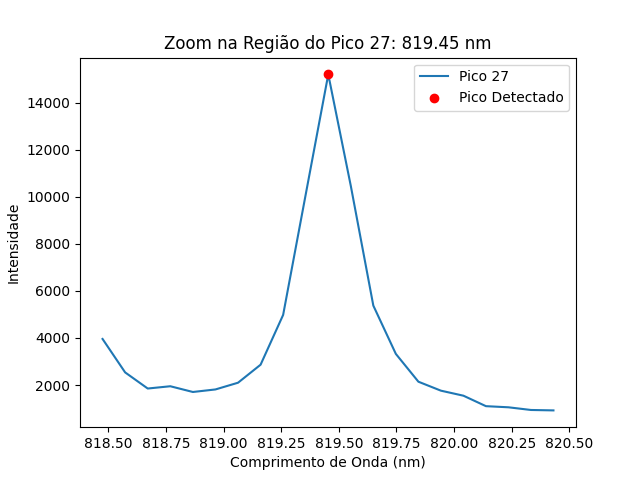 Zoom na Região do Pico 27: 819.45 nm
Pico 27
Pico Detectado
Intensidade
14000
12000
10000
8000
6000
4000
2000
818.50 818.75 819.00 819.25 819.50 819.75 820.00 820.25 820.50
Comprimento de Onda (nm)